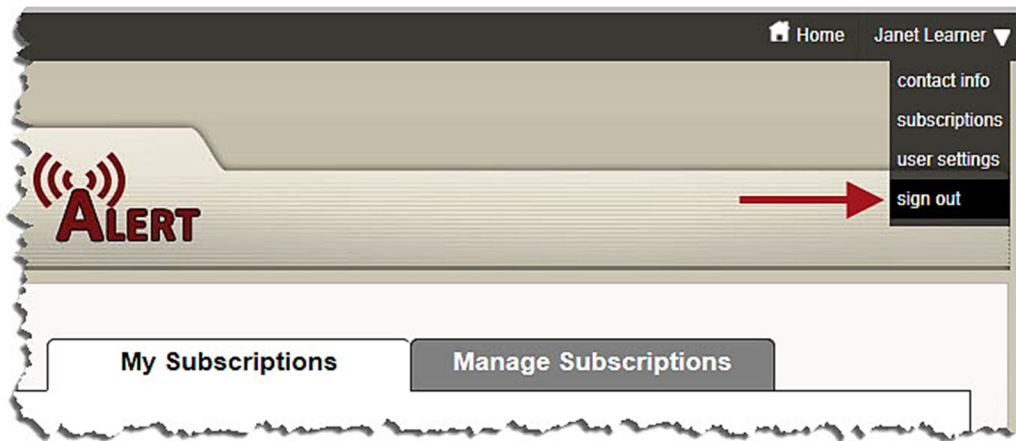 Home Janet Learner
contact info
subscriptions
user settings
sign out
ALERT
My Subscriptions Manage Subscriptions